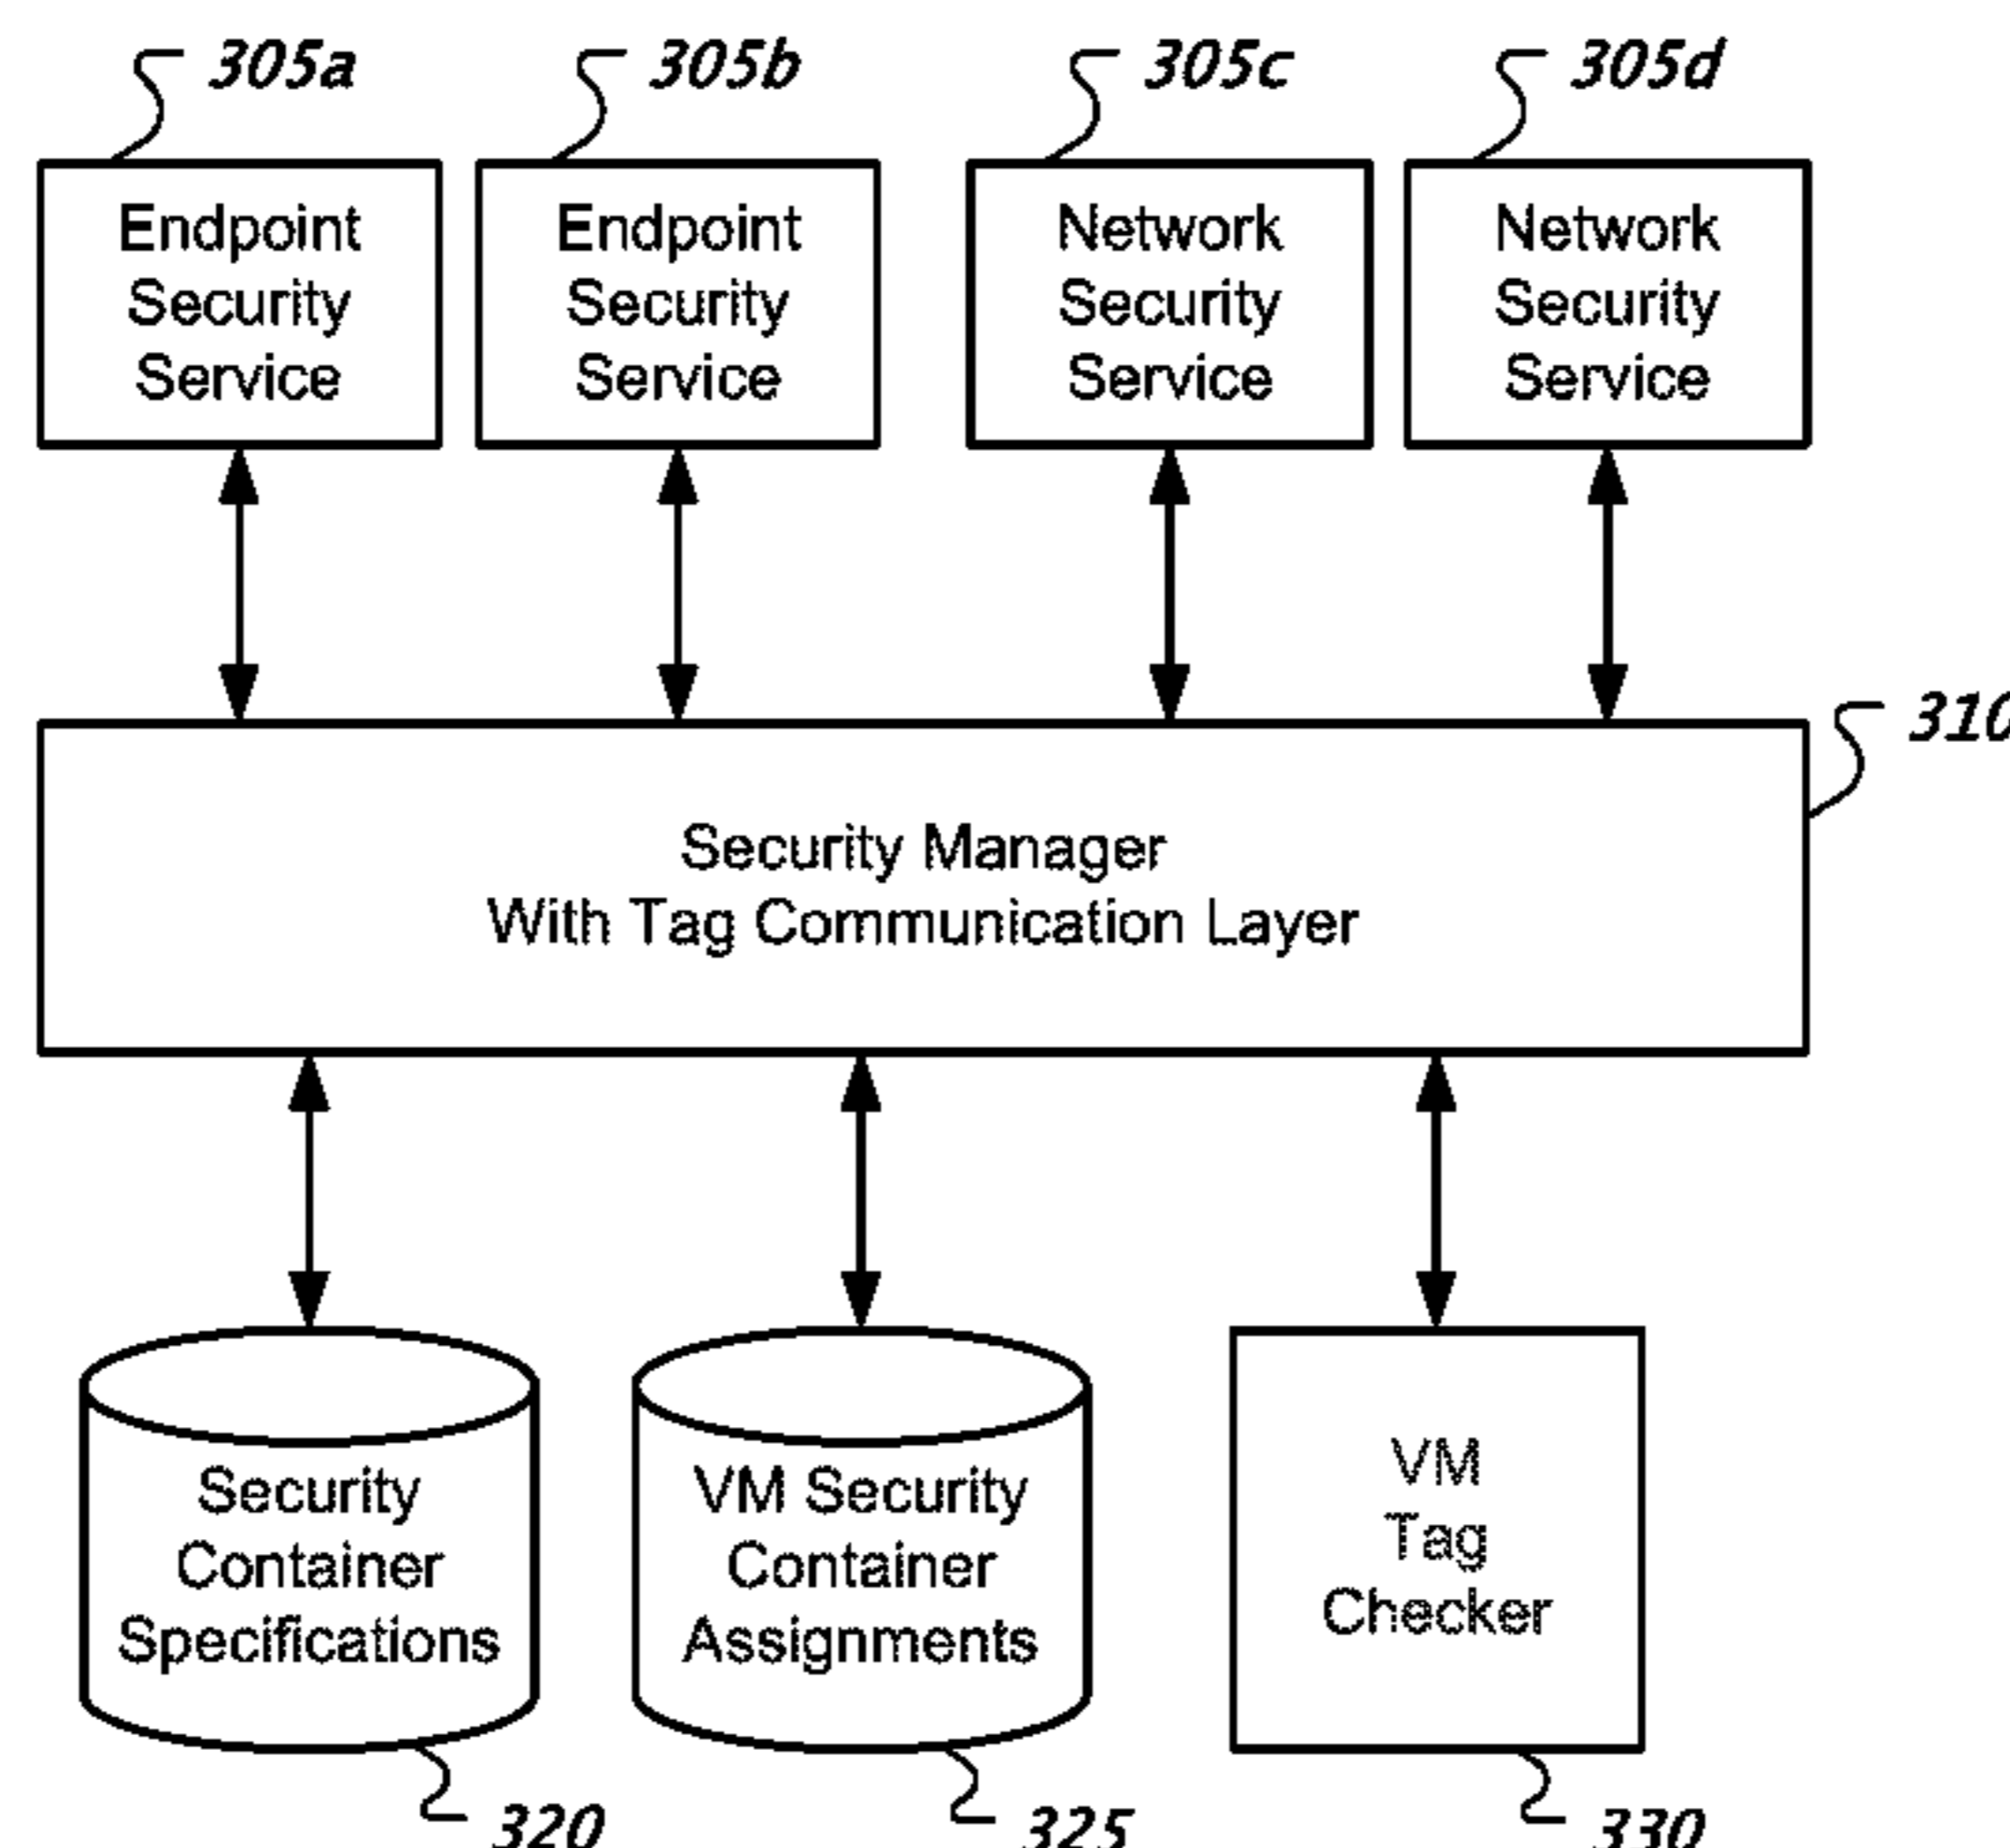 305a
305b
305c
305d
Endpoint
Security
Service
Endpoint
Security
Service
Network
Security
Service
Network
Security
Service
310
Security Manager
With Tag Communication Layer
Security
Container
Specifications
VM Security
Container
Assignments
VM
Tag
Checker
320
325
330